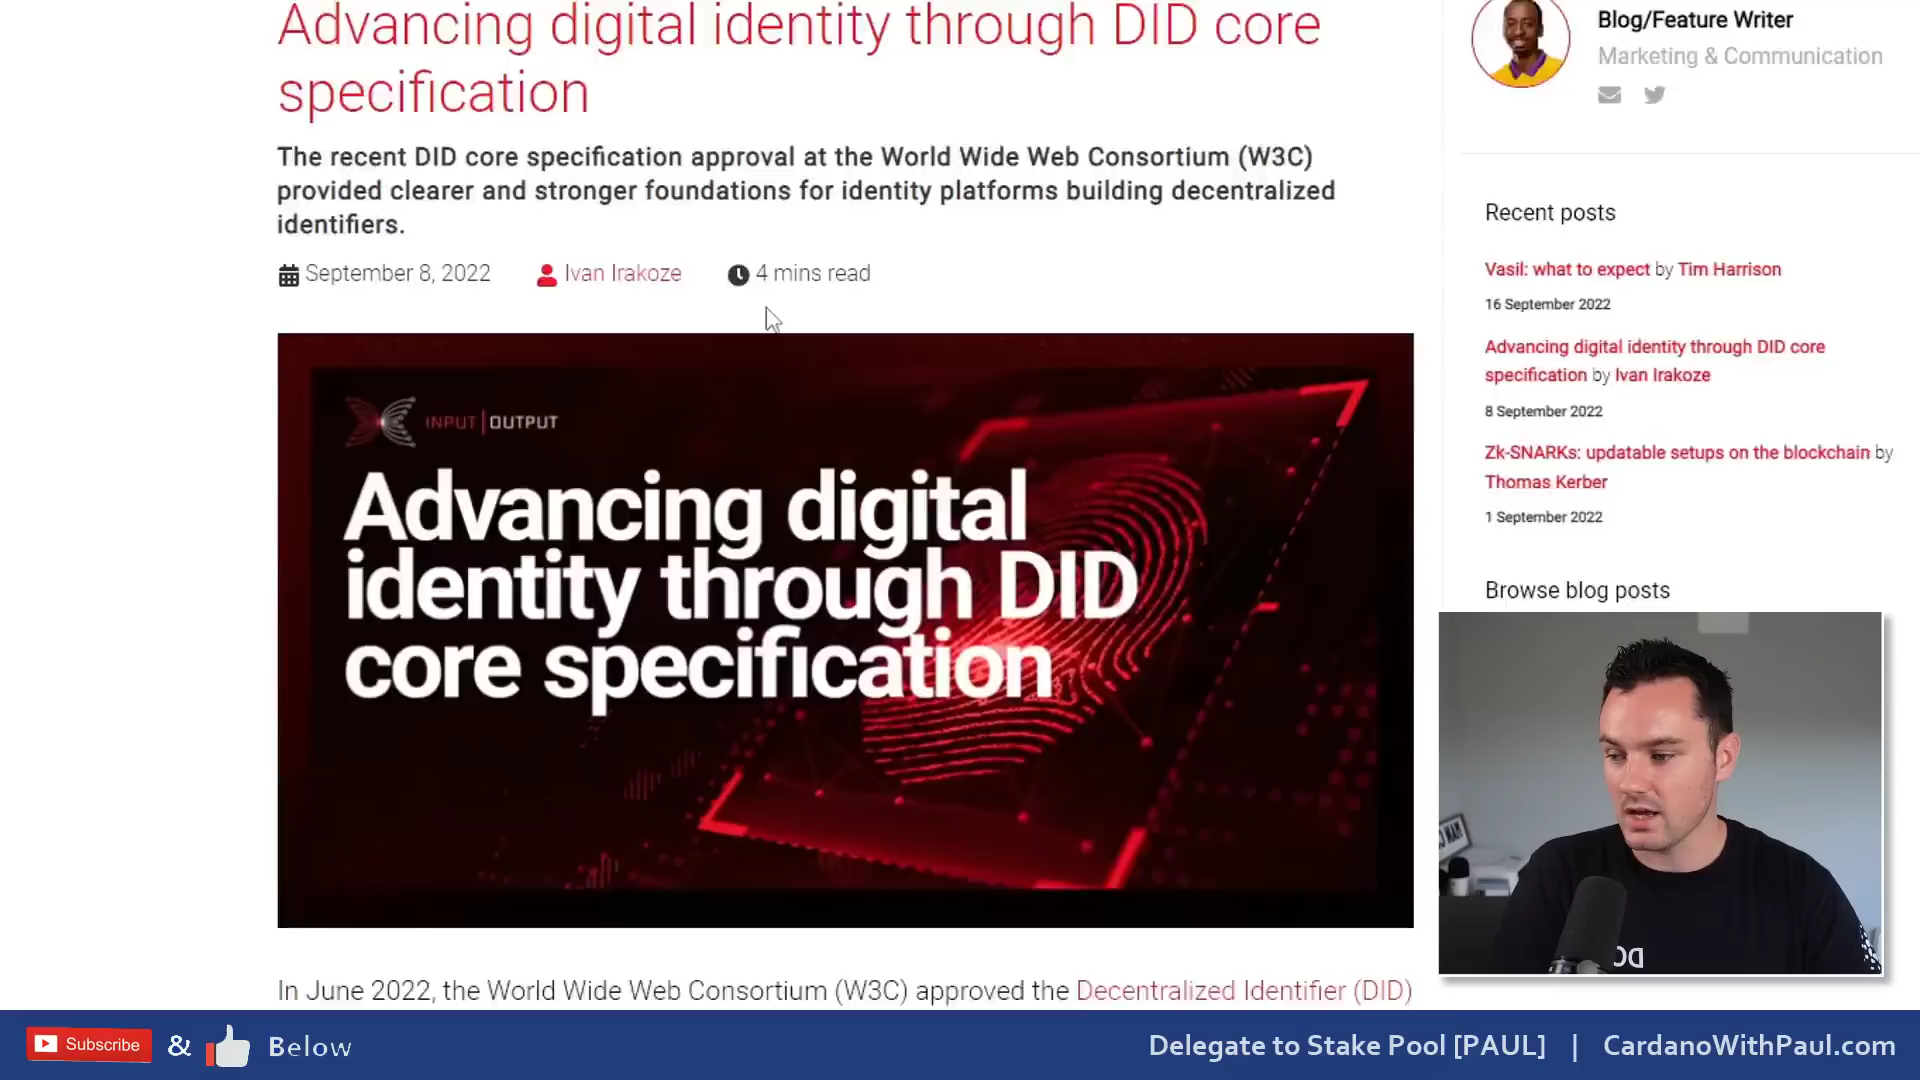 Advancing digital identity through DID core
specification
The recent DID core specification approval at the World Wide Web Consortium (W3C)
provided clearer and stronger foundations for identity platforms building decentralized
identifiers.
September 8, 2022 Ivan Irakoze 4 mins read
INPUT | OUTPUT
Advancing digital
identity through DID
core specification
In June 2022, the World Wide Web Consortium (W3C) approved the Decentralized Identifier (DID)
Blog/Feature Writer
Marketing & Communication
Recent posts
Vasil: what to expect by Tim Harrison
16 September 2022
Advancing digital identity through DID core
specification by Ivan Irakoze
8 September 2022
Zk-SNARKs: updatable setups on the blockchain by
Thomas Kerber
1 September 2022
Browse blog posts
Subscribe & Below
Delegate to Stake Pool [PAUL] | CardanoWithPaul.com